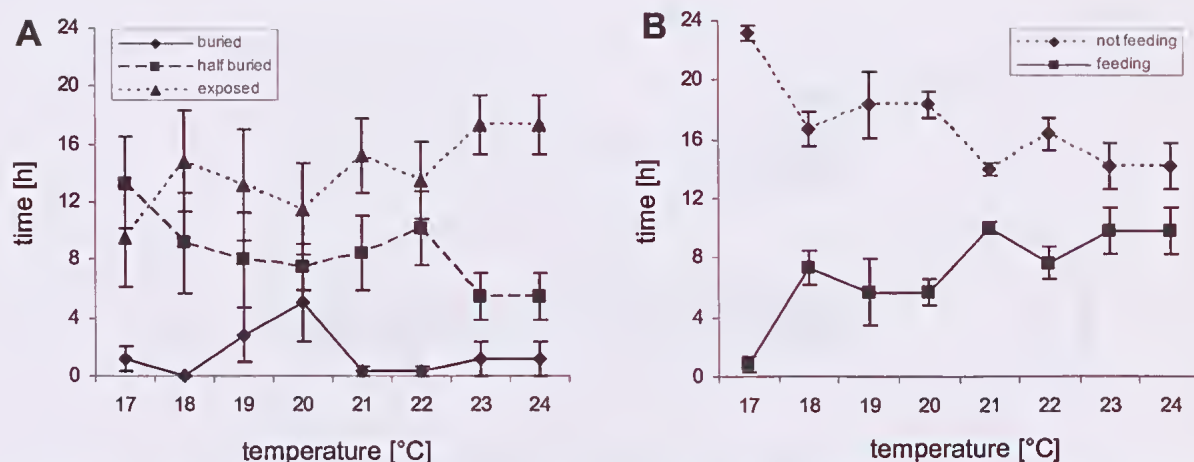 A
buried
half buried
exposed
time [h]
24
20
16
12
8
4
0
17 18 19 20 21 22 23 24
temperature [°C]
B
not feeding
feeding
time [h]
24
20
16
12
8
4
0
17 18 19 20 21 22 23 24
temperature [°C]